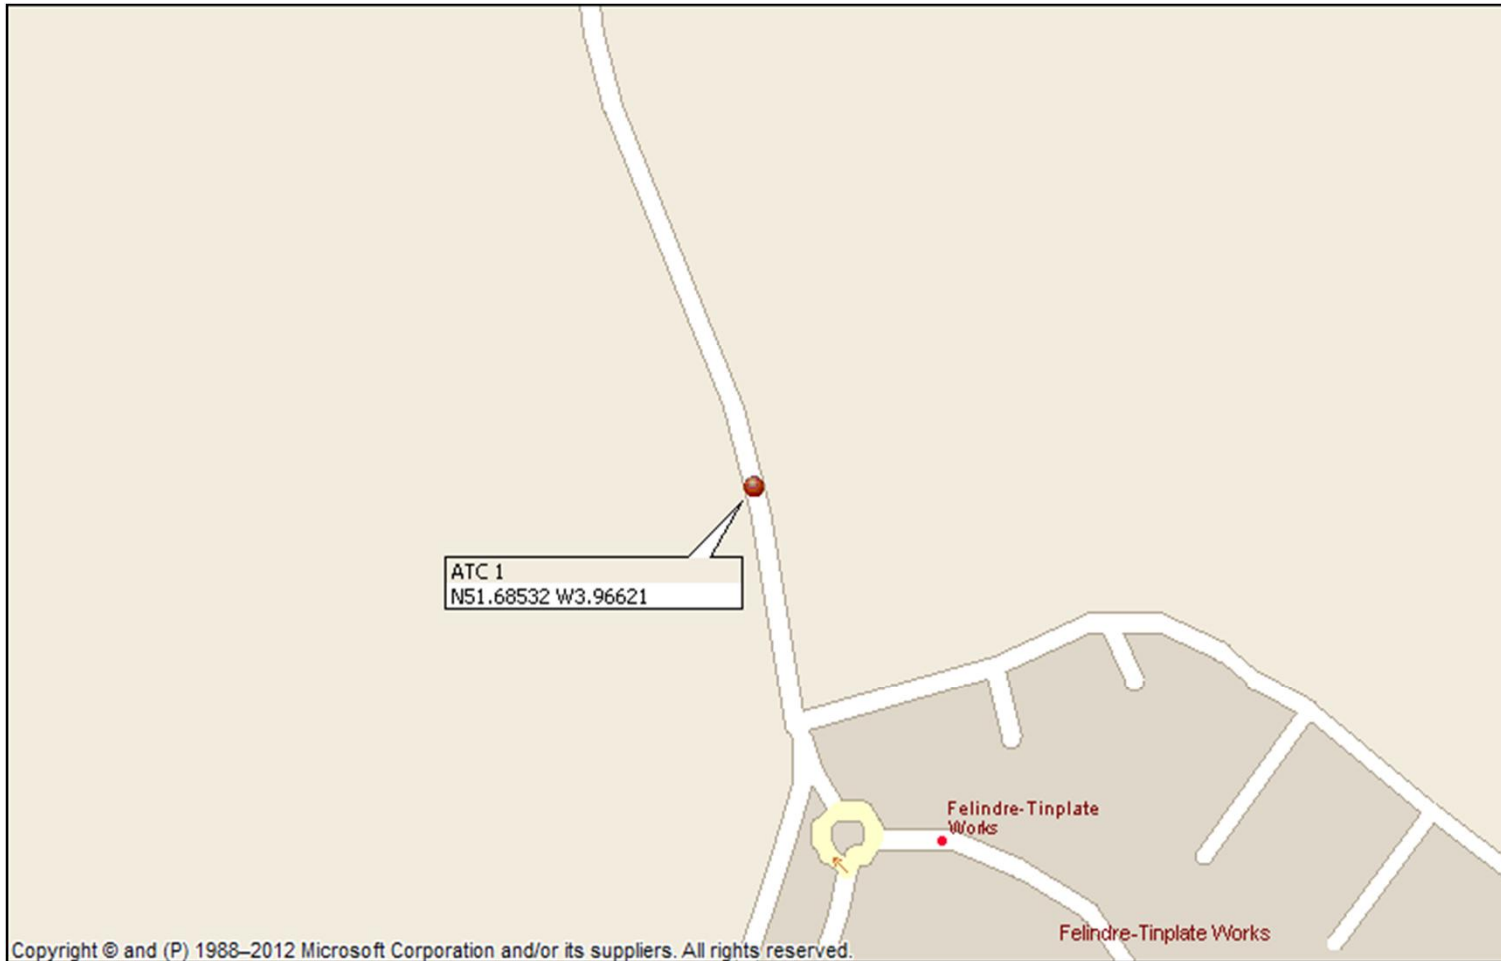 ATC 1
N51.68532 W3.96621
Felindre-Tinplate
Works
Felindre-Tinplate Works
Copyright © and (P) 1988–2012 Microsoft Corporation and/or its suppliers. All rights reserved.